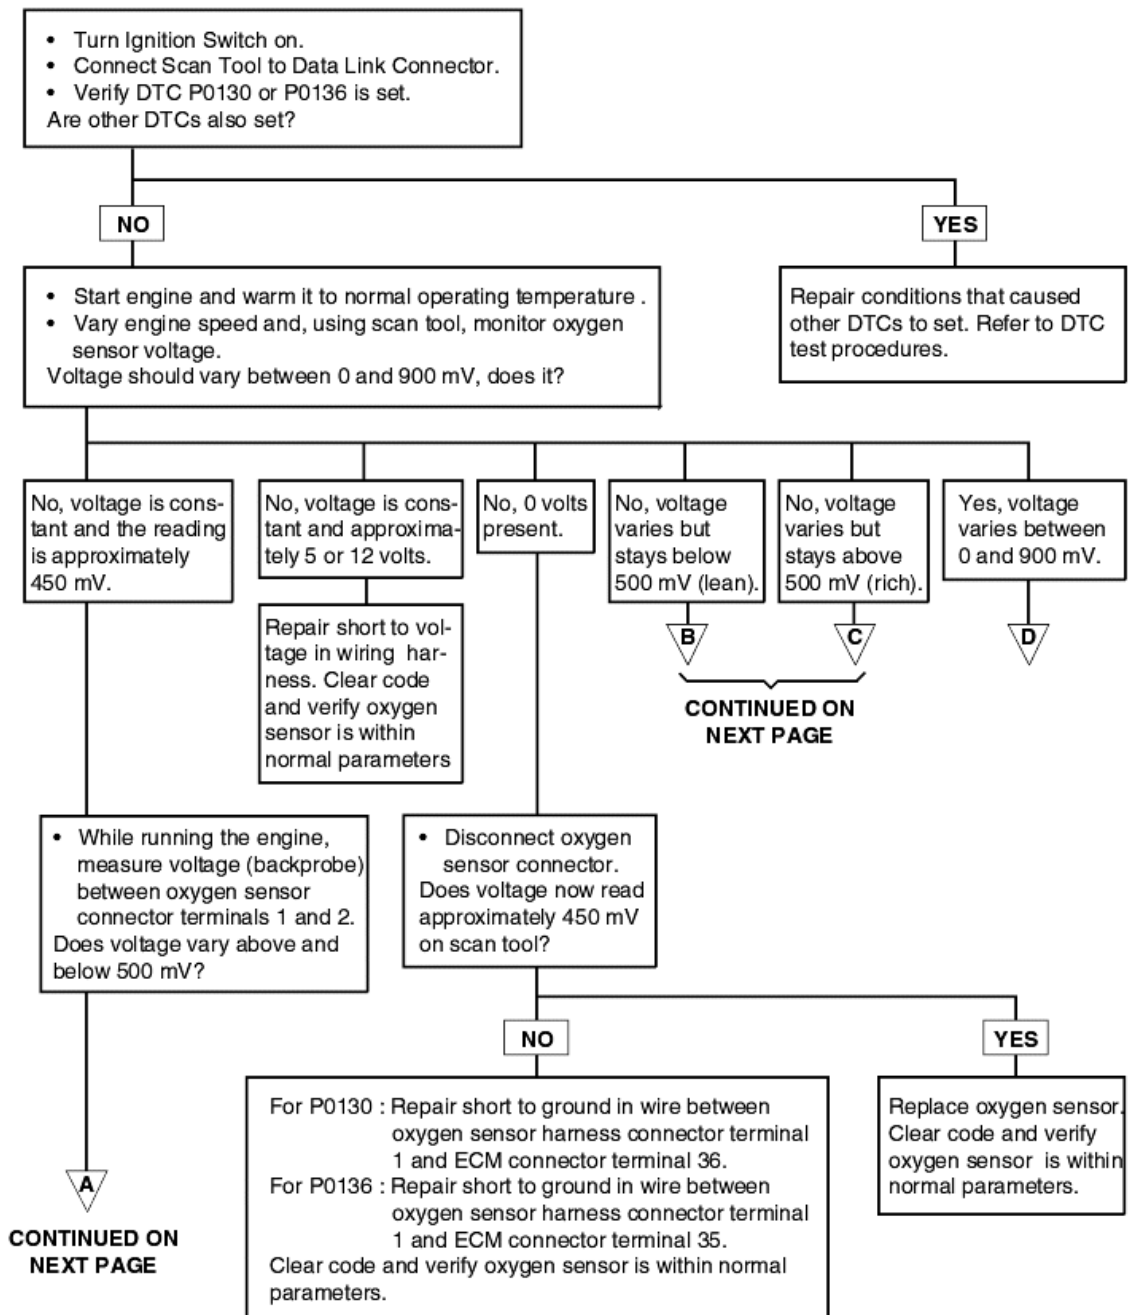 • Turn Ignition Switch on.
• Connect Scan Tool to Data Link Connector.
• Verify DTC P0130 or P0136 is set.
Are other DTCs also set?
NO
YES
• Start engine and warm it to normal operating temperature .
• Vary engine speed and, using scan tool, monitor oxygen
sensor voltage.
Voltage should vary between 0 and 900 mV, does it?
Repair conditions that caused
other DTCs to set. Refer to DTC
test procedures.
No, voltage is cons-
tant and the reading
is approximately
450 mV.
No, voltage is cons-
tant and approxima-
tely 5 or 12 volts.
No, 0 volts
present.
No, voltage
varies but
stays below
500 mV (lean).
No, voltage
varies but
stays above
500 mV (rich).
Yes, voltage
varies between
0 and 900 mV.
Repair short to vol-
tage in wiring har-
ness. Clear code
and verify oxygen
sensor is within
normal parameters
B
C
D
CONTINUED ON
NEXT PAGE
• While running the engine,
measure voltage (backprobe)
between oxygen sensor
connector terminals 1 and 2.
Does voltage vary above and
below 500 mV?
• Disconnect oxygen
sensor connector.
Does voltage now read
approximately 450 mV
on scan tool?
NO
YES
For P0130 : Repair short to ground in wire between
oxygen sensor harness connector terminal
1 and ECM connector terminal 36.
For P0136 : Repair short to ground in wire between
oxygen sensor harness connector terminal
1 and ECM connector terminal 35.
Clear code and verify oxygen sensor is within normal
parameters.
Replace oxygen sensor.
Clear code and verify
oxygen sensor is within
normal parameters.
A
CONTINUED ON
NEXT PAGE